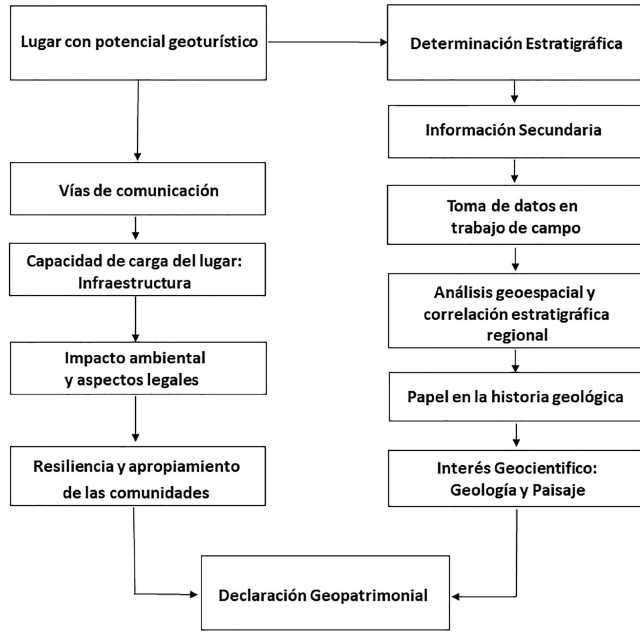 Lugar con potencial geoturístico
Determinación Estratigráfica
Información Secundaria
Vías de comunicación
Toma de datos en
trabajo de campo
Capacidad de carga del lugar:
Infraestructura
Análisis geoespacial y
correlación estratigráfica
regional
Impacto ambiental
y aspectos legales
Papel en la historia geológica
Resiliencia y apropiamiento
de las comunidades
Interés Geocientifico:
Geología y Paisaje
Declaración Geopatrimonial